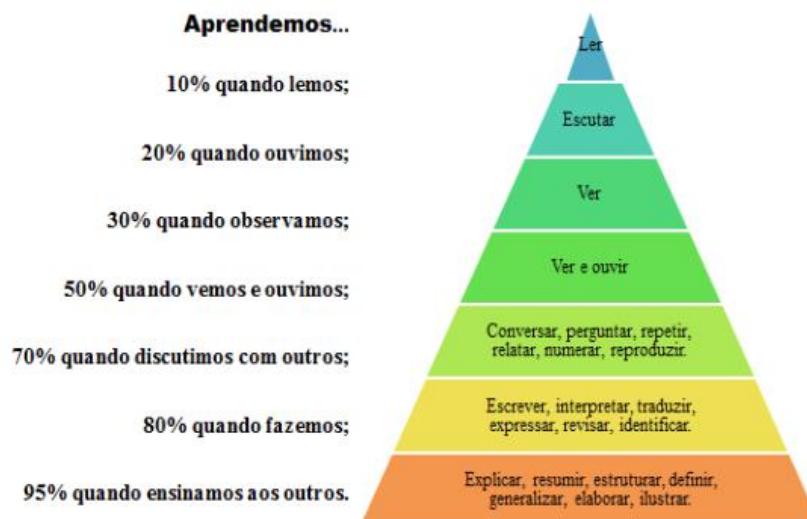 Aprendemos...
10% quando lemos;
20% quando ouvimos;
30% quando observamos;
50% quando vemos e ouvimos;
70% quando discutimos com outros;
80% quando fazemos;
95% quando ensinamos aos outros.
Ler
Escutar
Ver
Ver e ouvir
Conversar, perguntar, repetir,
relatar, numerar, reproduzir.
Escrever, interpretar, traduzir,
expressar, revisar, identificar.
Explicar, resumir, estruturar, definir,
generalizar, elaborar, ilustrar.